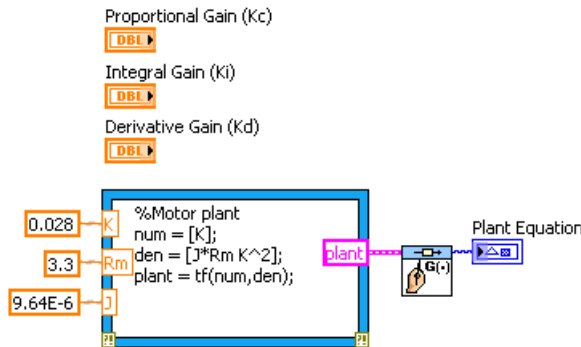 Proportional Gain (Kc)
DBL
Integral Gain (Ki)
DBL
Derivative Gain (Kd)
DBL
0.028
K
%Motor plant
num = [K];
3.3
Rm
den = [J*Rm K^2];
plant = tf(num,den);
9.64E-6
J
plant
G(·)
Plant Equation
?!
?!